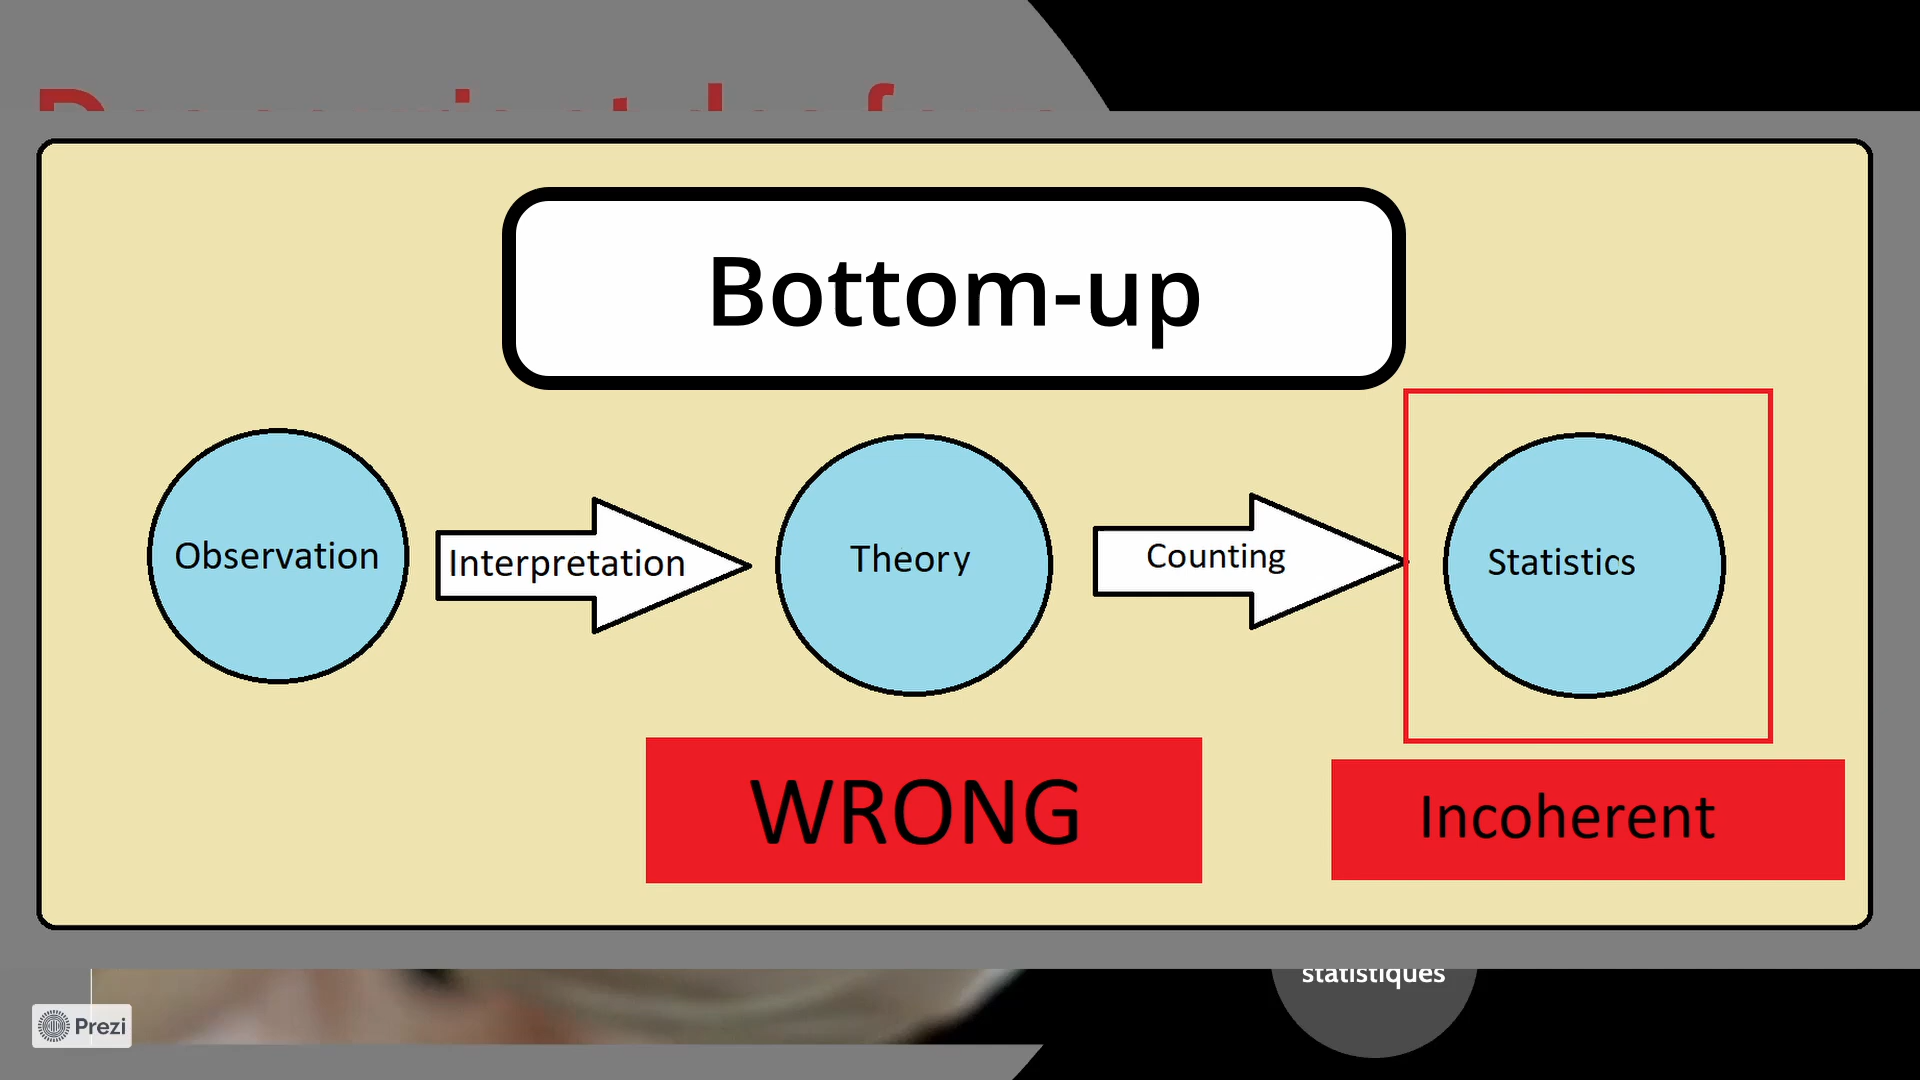 Bottom-up
Observation
Interpretation
Theory
Counting
Statistics
WRONG
Incoherent
statistiques
Prezi